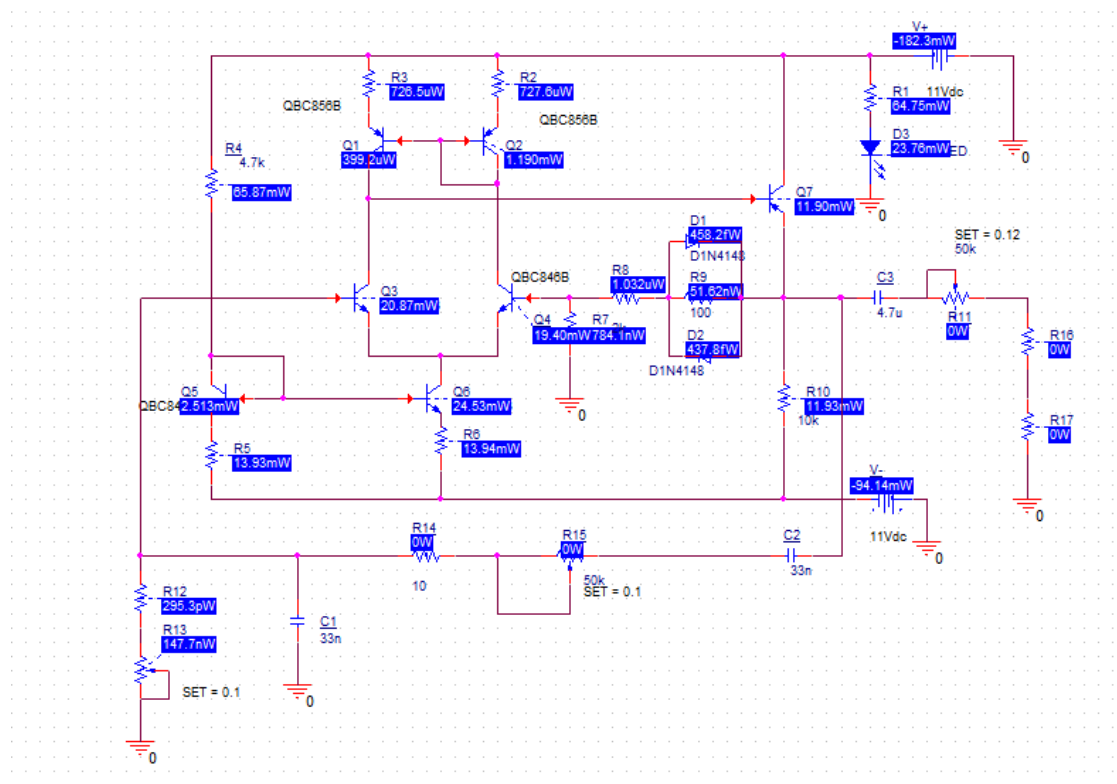 V+
-182.3mW
11Vdc
0
R3
726.5uW
R2
727.6uW
R1
64.75mW
QBC856B
QBC856B
D3
23.76mW
ED
Q1
399.2uW
Q2
1.190mW
R4
4.7k
65.87mW
0
Q7
11.90mW
D1
458.2fW
D1N4148
SET = 0.12
50k
R8
1.032uW
R9
51.62nW
100
C3
4.7u
R11
0W
QBC846B
Q3
20.87mW
Q4
19.40mW
R7
784.1nW
D2
437.8fW
D1N4148
R16
0W
Q5
QBC84
2.513mW
Q6
24.53mW
0
R10
11.93mW
10k
R17
0W
R5
13.93mW
R6
13.94mW
V-
-94.14mW
11Vdc
0
0
R14
0W
10
R15
0W
50k
SET = 0.1
C2
33n
R12
295.3pW
C1
33n
R13
147.7nW
SET = 0.1
0
0